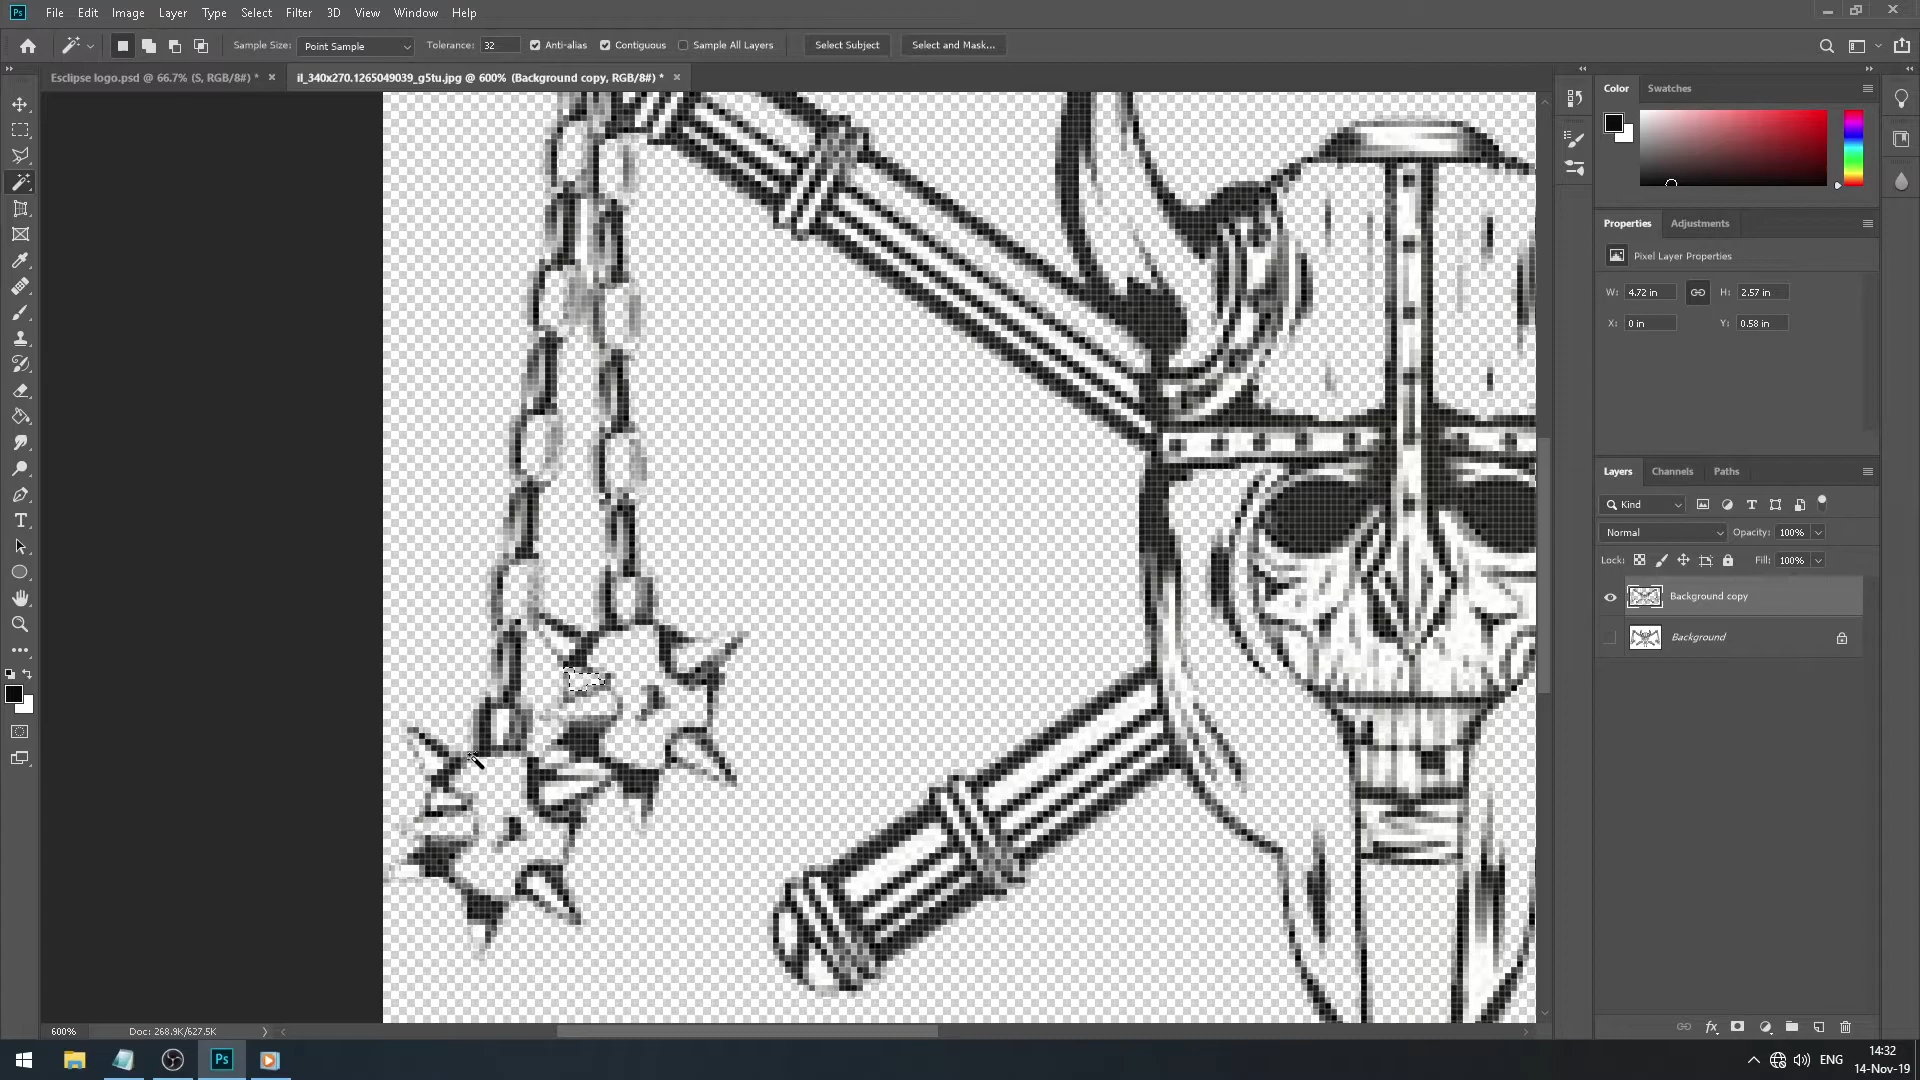 Ps File Edit Image Layer Type Select Filter 3D View Window Help
Sample Size: Point Sample Tolerance: 32 Anti-alias Contiguous Sample All Layers Select Subject Select and Mask...
Esclipse logo.psd @ 66.7% (S, RGB/8#) * × il_340x270.1265049039_g5tu.jpg @ 600% (Background copy, RGB/8#) * ×
Color Swatches
Properties Adjustments
Pixel Layer Properties
W: 4.72 in H: 2.57 in
X: 0 in Y: 0.58 in
Layers Channels Paths
Kind
Normal Opacity: 100%
Lock: Fill: 100%
Background copy
Background
600% Doc: 268.9K/627.5K
fx
Ps
ENG
14:32
14-Nov-19